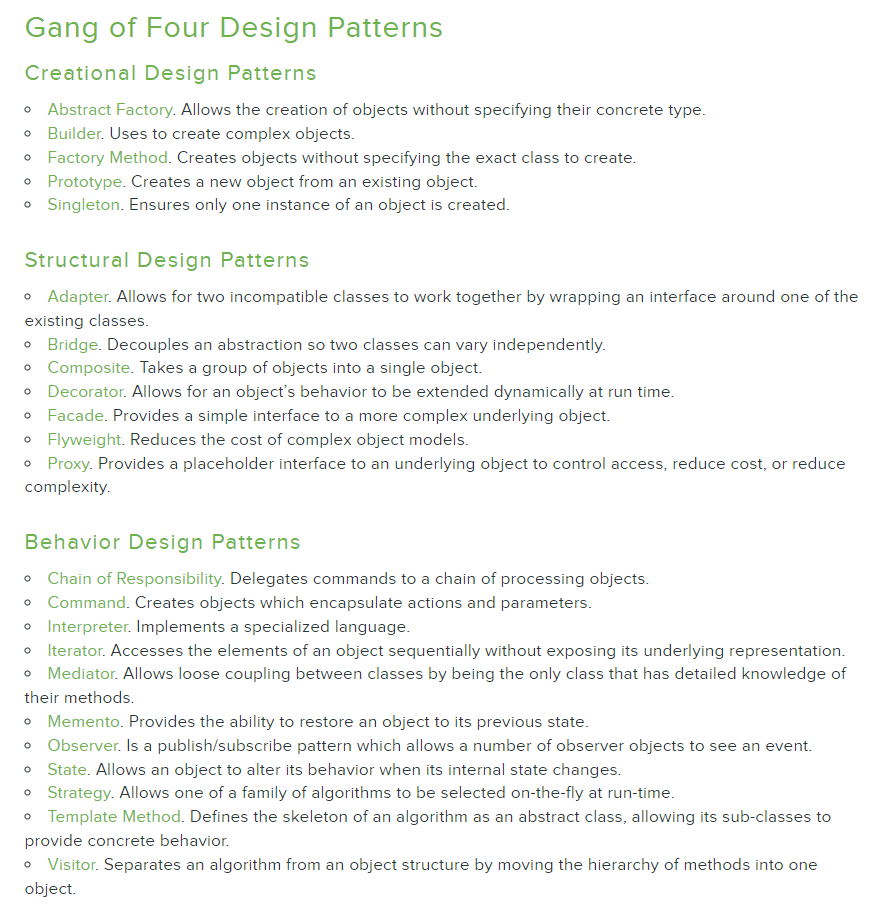 Gang of Four Design Patterns
Creational Design Patterns
Abstract Factory. Allows the creation of objects without specifying their concrete type.
Builder. Uses to create complex objects.
Factory Method. Creates objects without specifying the exact class to create.
Prototype. Creates a new object from an existing object.
Singleton. Ensures only one instance of an object is created.
Structural Design Patterns
Adapter. Allows for two incompatible classes to work together by wrapping an interface around one of the
existing classes.
Bridge. Decouples an abstraction so two classes can vary independently.
Composite. Takes a group of objects into a single object.
Decorator. Allows for an object’s behavior to be extended dynamically at run time.
Facade. Provides a simple interface to a more complex underlying object.
Flyweight. Reduces the cost of complex object models.
Proxy. Provides a placeholder interface to an underlying object to control access, reduce cost, or reduce
complexity.
Behavior Design Patterns
Chain of Responsibility. Delegates commands to a chain of processing objects.
Command. Creates objects which encapsulate actions and parameters.
Interpreter. Implements a specialized language.
Iterator. Accesses the elements of an object sequentially without exposing its underlying representation.
Mediator. Allows loose coupling between classes by being the only class that has detailed knowledge of
their methods.
Memento. Provides the ability to restore an object to its previous state.
Observer. Is a publish/subscribe pattern which allows a number of observer objects to see an event.
State. Allows an object to alter its behavior when its internal state changes.
Strategy. Allows one of a family of algorithms to be selected on-the-fly at run-time.
Template Method. Defines the skeleton of an algorithm as an abstract class, allowing its sub-classes to
provide concrete behavior.
Visitor. Separates an algorithm from an object structure by moving the hierarchy of methods into one
object.